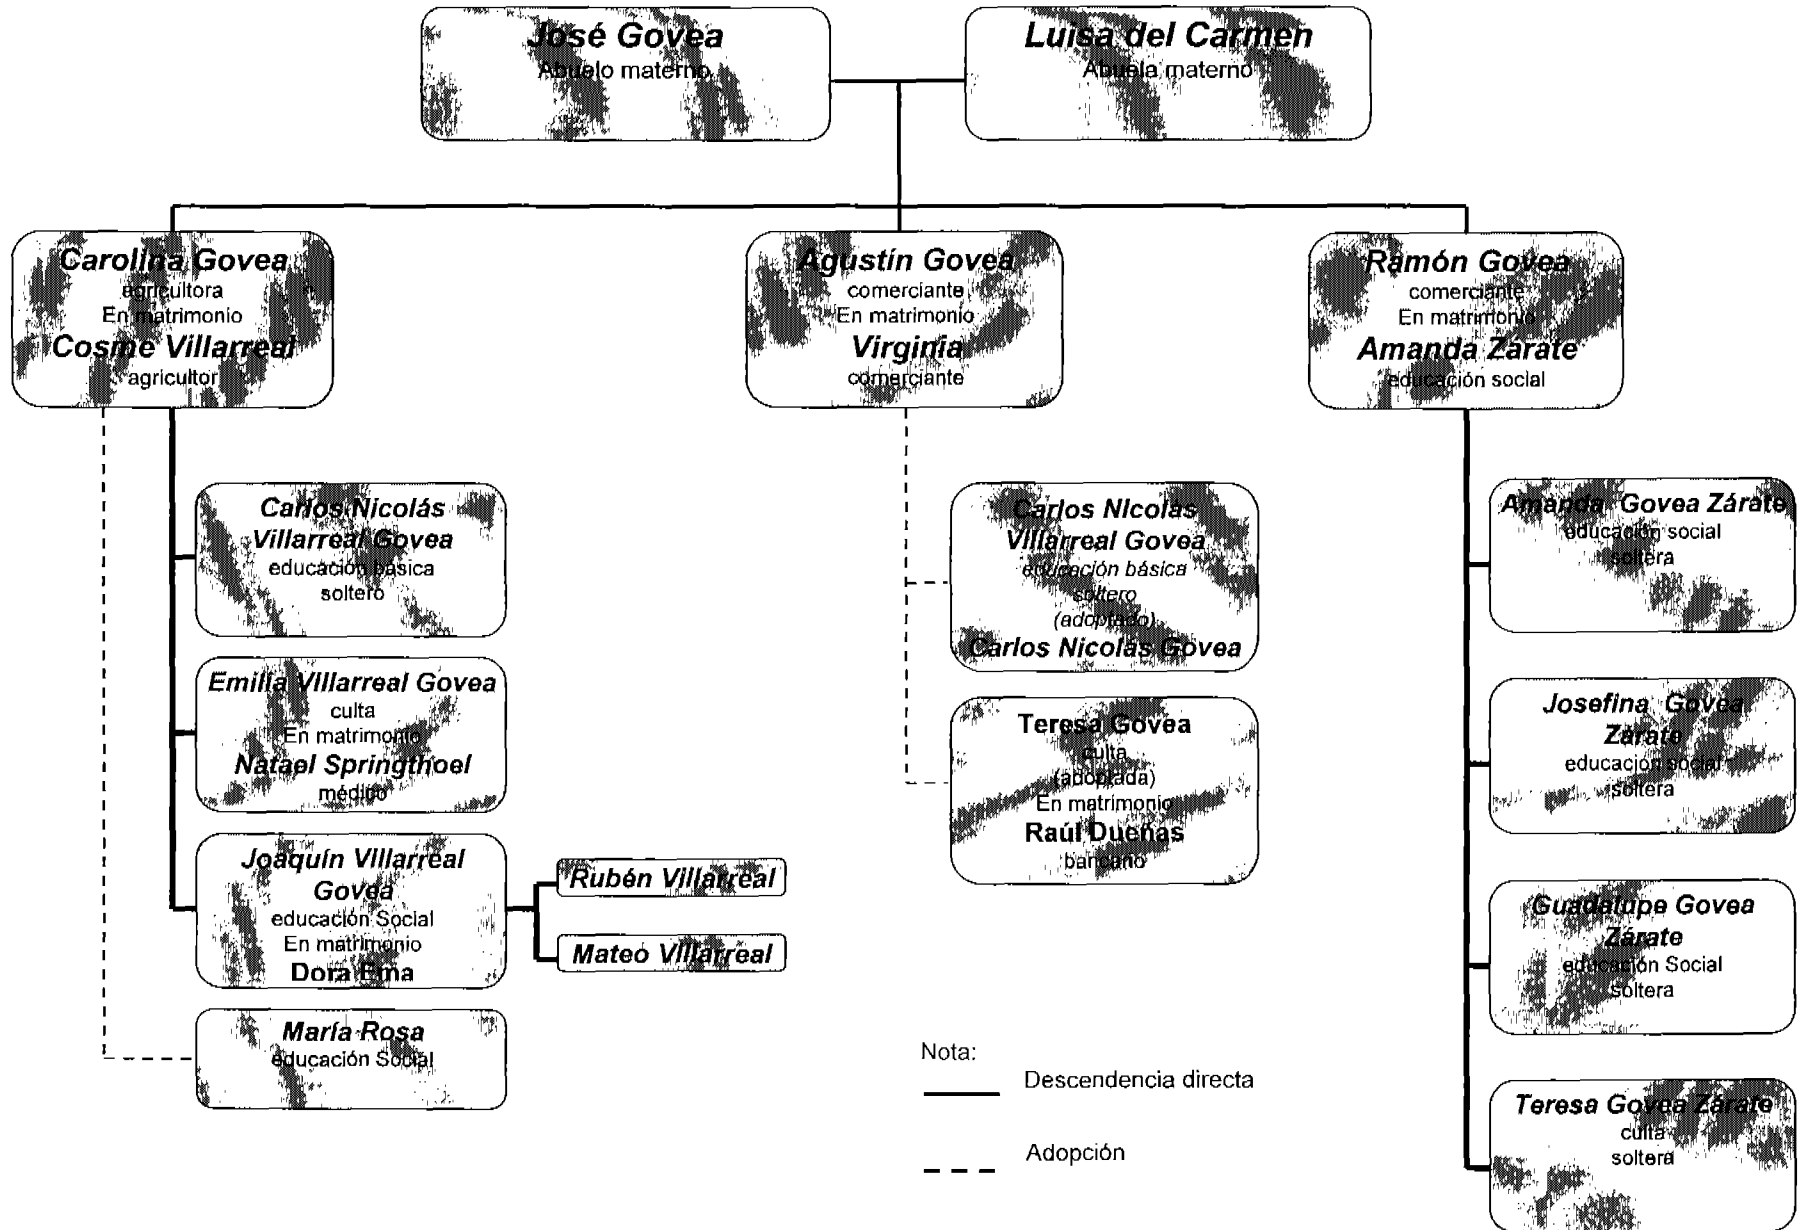 José Govea
Abuelo materno
Luisa del Carmen
Abuela materno
Carolina Govea
agricultora
En matrimonio
Cosme Villarreal
agricultor
Agustín Govea
comerciante
En matrimonio
Virginia
comerciante
Ramón Govea
comerciante
En matrimonio
Amanda Zárate
educación social
Carlos Nicolás
Villarreal Govea
educación básica
soltero
Emilia Villarreal Govea
culta
En matrimonio
Natael Springthoel
médico
Joaquín Villarreal
Govea
educación Social
En matrimonio
Dora Ema
Rubén Villarreal
Mateo Villarreal
María Rosa
educación Social
Carlos Nicolás
Villarreal Govea
educación básica
soltero
(adoptado)
Carlos Nicolás Govea
Teresa Govea
culta
(adoptada)
En matrimonio
Raúl Dueñas
bancario
Amanda Govea Zárate
educación social
soltera
Josefina Govea
Zárate
educación social
soltera
Guadalupe Govea
Zárate
educación Social
soltera
Teresa Govea Zárate
culta
soltera
Nota:
Descendencia directa
Adopción